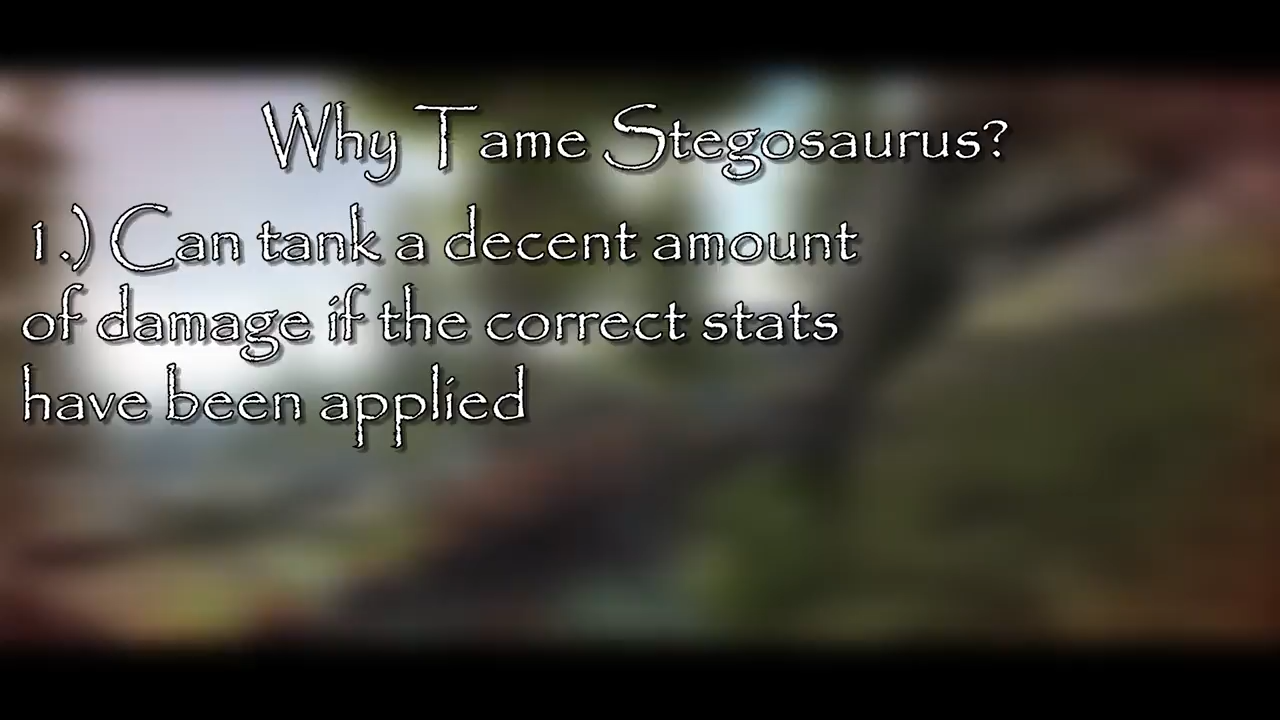 Why Tame Stegosaurus?
1.) Can tank a decent amount
of damage if the correct stats
have been applied